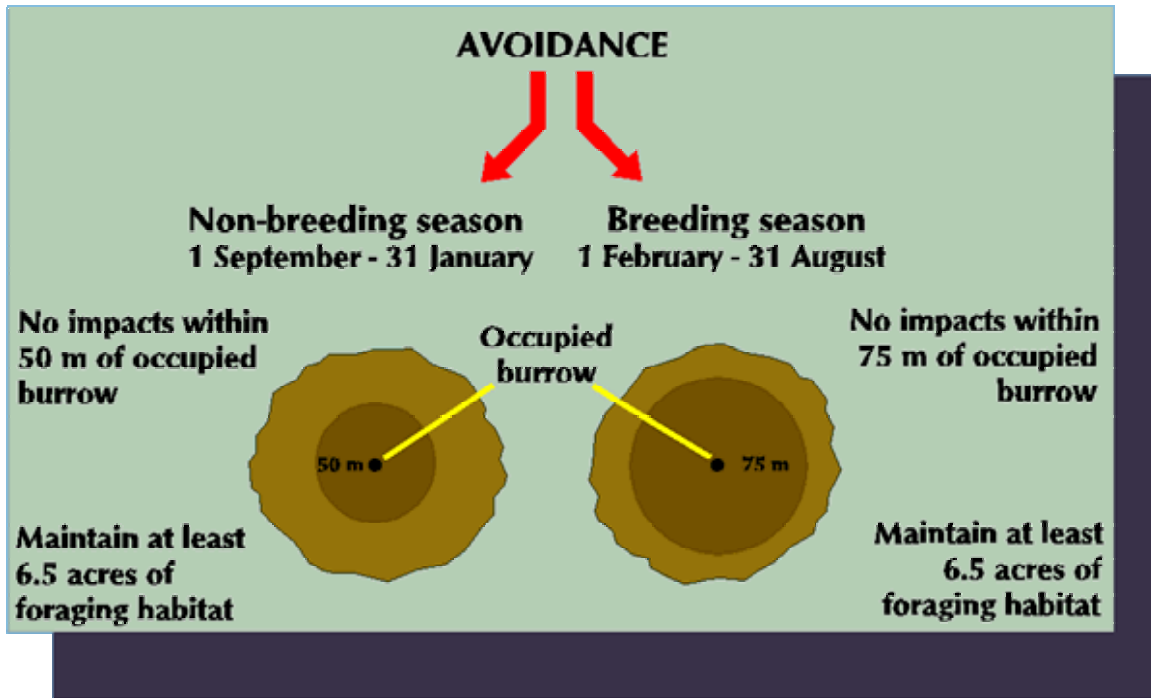 AVOIDANCE
Non-breeding season
1 September - 31 January
Breeding season
1 February - 31 August
No impacts within
50 m of occupied
burrow
Occupied
burrow
No impacts within
75 m of occupied
burrow
50 m
75 m
Maintain at least
6.5 acres of
foraging habitat
Maintain at least
6.5 acres of
foraging habitat